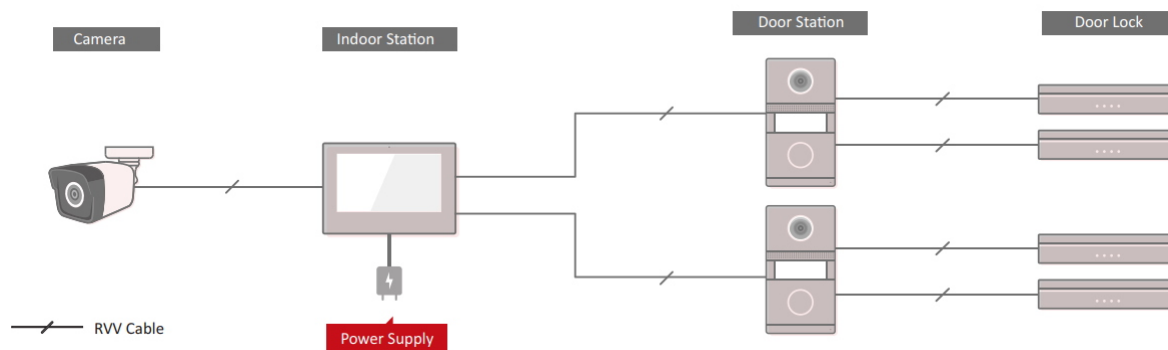 Camera
Indoor Station
Door Station
Door Lock
RVV Cable
Power Supply